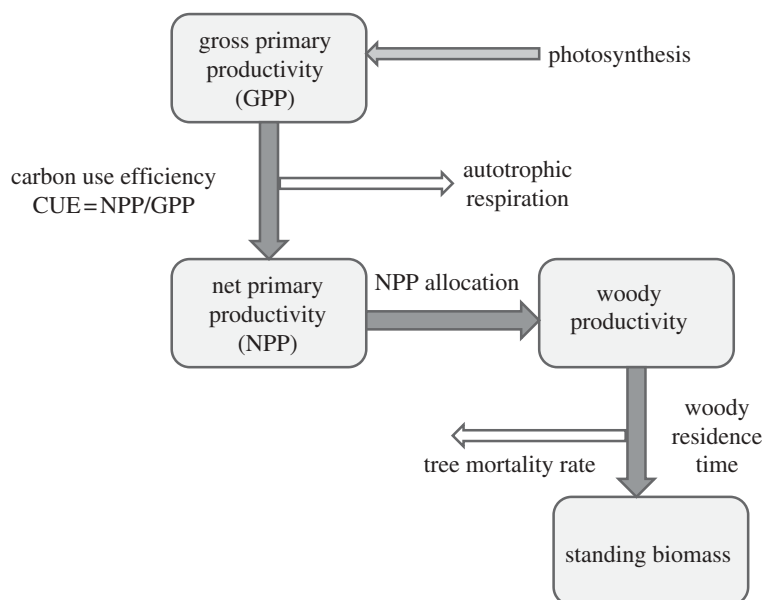 gross primary
productivity
(GPP)
photosynthesis
carbon use efficiency
CUE=NPP/GPP
autotrophic
respiration
net primary
productivity
(NPP)
NPP allocation
woody
productivity
woody
residence
time
tree mortality rate
standing biomass